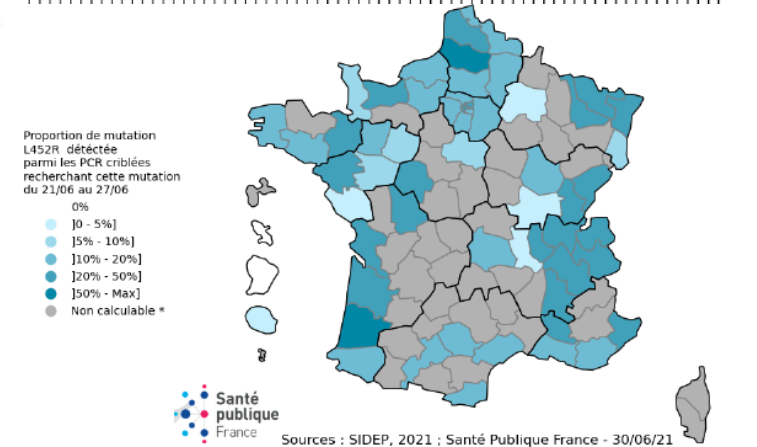 Proportion de mutation
L452R détéctée
parmi les PCR criblées
recherchant cette mutation
du 21/06 au 27/06
0%
]0 - 5%]
]5% - 10%]
]10% - 20%]
]20% - 50%]
]50% - Max]
Non calculable *
Santé
publique
France
Sources : SIDEP, 2021 ; Santé Publique France - 30/06/21